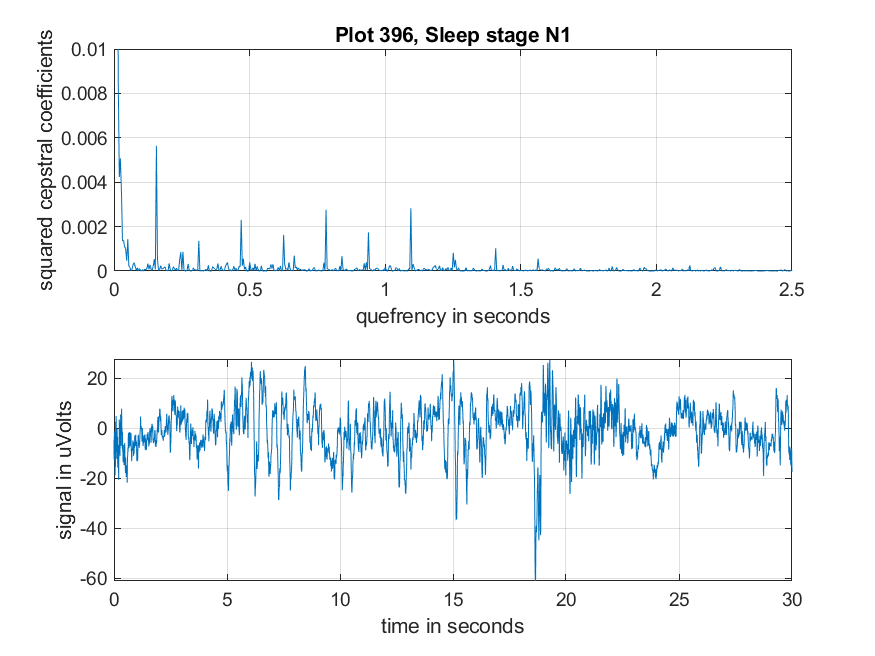 Plot 396, Sleep stage N1
squared cepstral coefficients
0.01
0.008
0.006
0.004
0.002
0
0 0.5 1 1.5 2 2.5
quefrency in seconds
signal in uVolts
20
0
-20
-40
-60
0 5 10 15 20 25 30
time in seconds